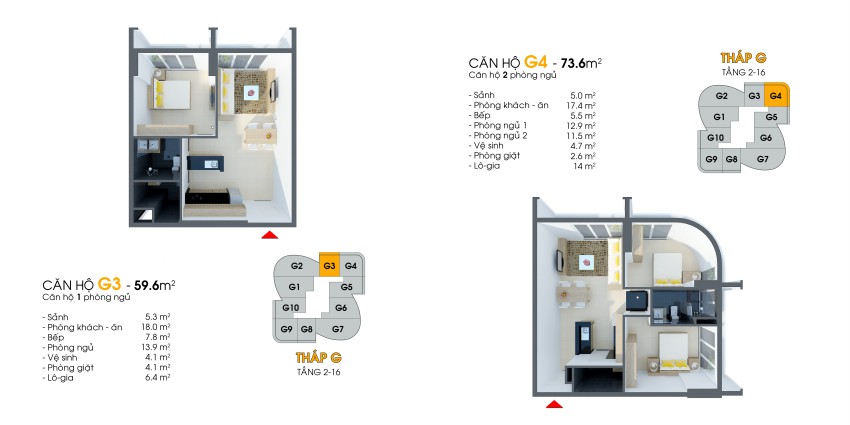 CĂN HỘ G4 - 73.6m²
Căn hộ 2 phòng ngủ
- Sảnh 5.0 m²
- Phòng khách - ăn 17.4 m²
- Bếp 5.5 m²
- Phòng ngủ 1 12.9 m²
- Phòng ngủ 2 11.5 m²
- Vệ sinh 4.7 m²
- Phòng giặt 2.6 m²
- Lô-gia 14 m²
THÁP G
TẦNG 2-16
G2 G3 G4
G1 G5
G10 G6
G9 G8 G7
CĂN HỘ G3 - 59.6m²
Căn hộ 1 phòng ngủ
- Sảnh 5.3 m²
- Phòng khách - ăn 18.0 m²
- Bếp 7.8 m²
- Phòng ngủ 13.9 m²
- Vệ sinh 4.1 m²
- Phòng giặt 4.1 m²
- Lô-gia 6.4 m²
G2 G3 G4
G1 G5
G10 G6
G9 G8 G7
THÁP G
TẦNG 2-16